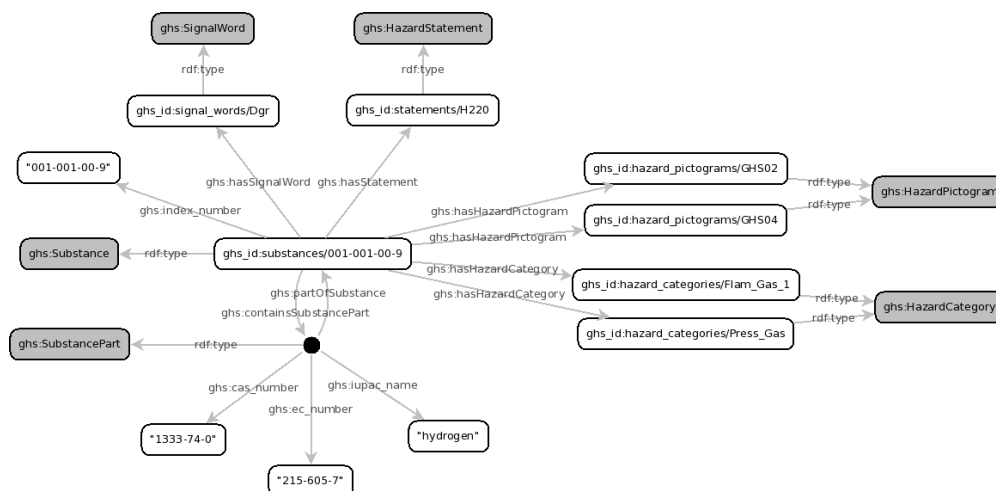 ghs:SignalWord
ghs:HazardStatement
rdf:type
rdf:type
ghs_id:signal_words/Dgr
ghs_id:statements/H220
"001-001-00-9"
ghs_id:hazard_pictograms/GHS02
ghs:hasSignalWord
ghs:hasStatement
rdf:type
ghs:HazardPictogram
rdf:type
ghs:index_number
ghs:hasHazardPictogram
ghs_id:hazard_pictograms/GHS04
ghs:hasHazardPictogram
ghs:Substance
rdf:type
ghs_id:substances/001-001-00-9
ghs:hasHazardCategory
ghs_id:hazard_categories/Flam_Gas_1
ghs:partOfSubstance
ghs:hasHazardCategory
rdf:type
ghs:HazardCategory
ghs:containsSubstancePart
rdf:type
ghs_id:hazard_categories/Press_Gas
ghs:SubstancePart
rdf:type
ghs:cas_number
ghs:iupac_name
ghs:ec_number
"1333-74-0"
"hydrogen"
"215-605-7"